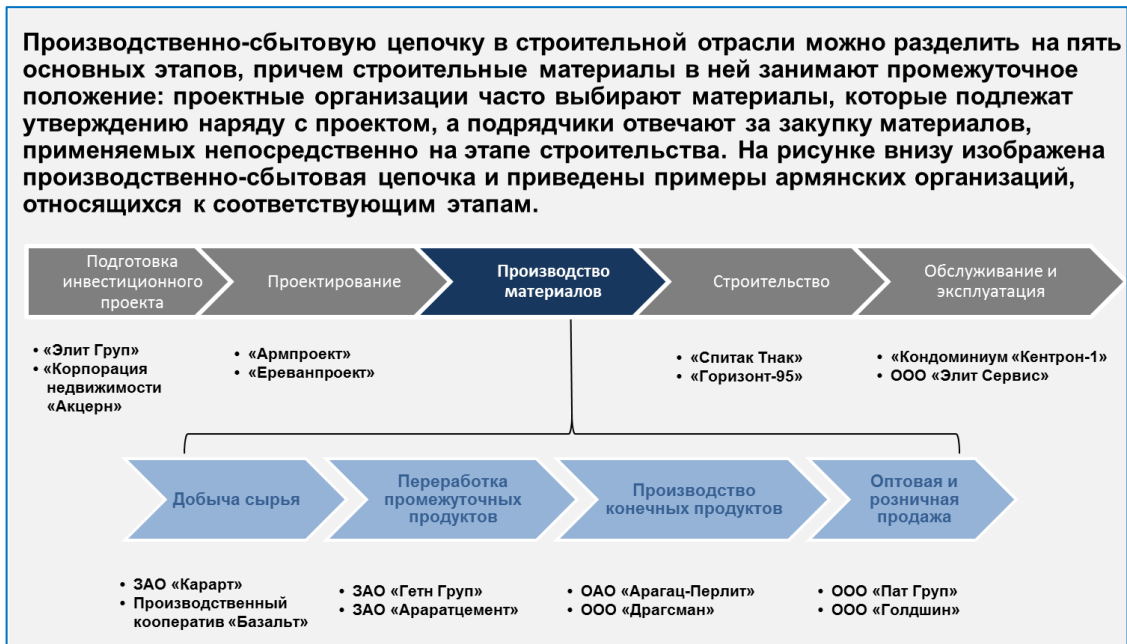 Производственно-сбытовую цепочку в строительной отрасли можно разделить на пять
основных этапов, причем строительные материалы в ней занимают промежуточное
положение: проектные организации часто выбирают материалы, которые подлежат
утверждению наряду с проектом, а подрядчики отвечают за закупку материалов,
применяемых непосредственно на этапе строительства. На рисунке внизу изображена
производственно-сбытовая цепочка и приведены примеры армянских организаций,
относящихся к соответствующим этапам.
Подготовка
инвестиционного
проекта
Проектирование
Производство
материалов
Строительство
Обслуживание и
эксплуатация
• «Элит Груп»
• «Корпорация
недвижимости
«Акцерн»
• «Армпроект»
• «Ереванпроект»
• «Спитак Тнак»
• «Горизонт-95»
• «Кондоминиум «Кентрон-1»
• ООО «Элит Сервис»
Добыча сырья
Переработка
промежуточных
продуктов
Производство
конечных продуктов
Оптовая и
розничная
продажа
• ЗАО «Карарт»
• Производственный
кооператив «Базальт»
• ЗАО «Гетн Груп»
• ЗАО «Араратцемент»
• ОАО «Арагац-Перлит»
• ООО «Драгсман»
• ООО «Пат Груп»
• ООО «Голдшин»